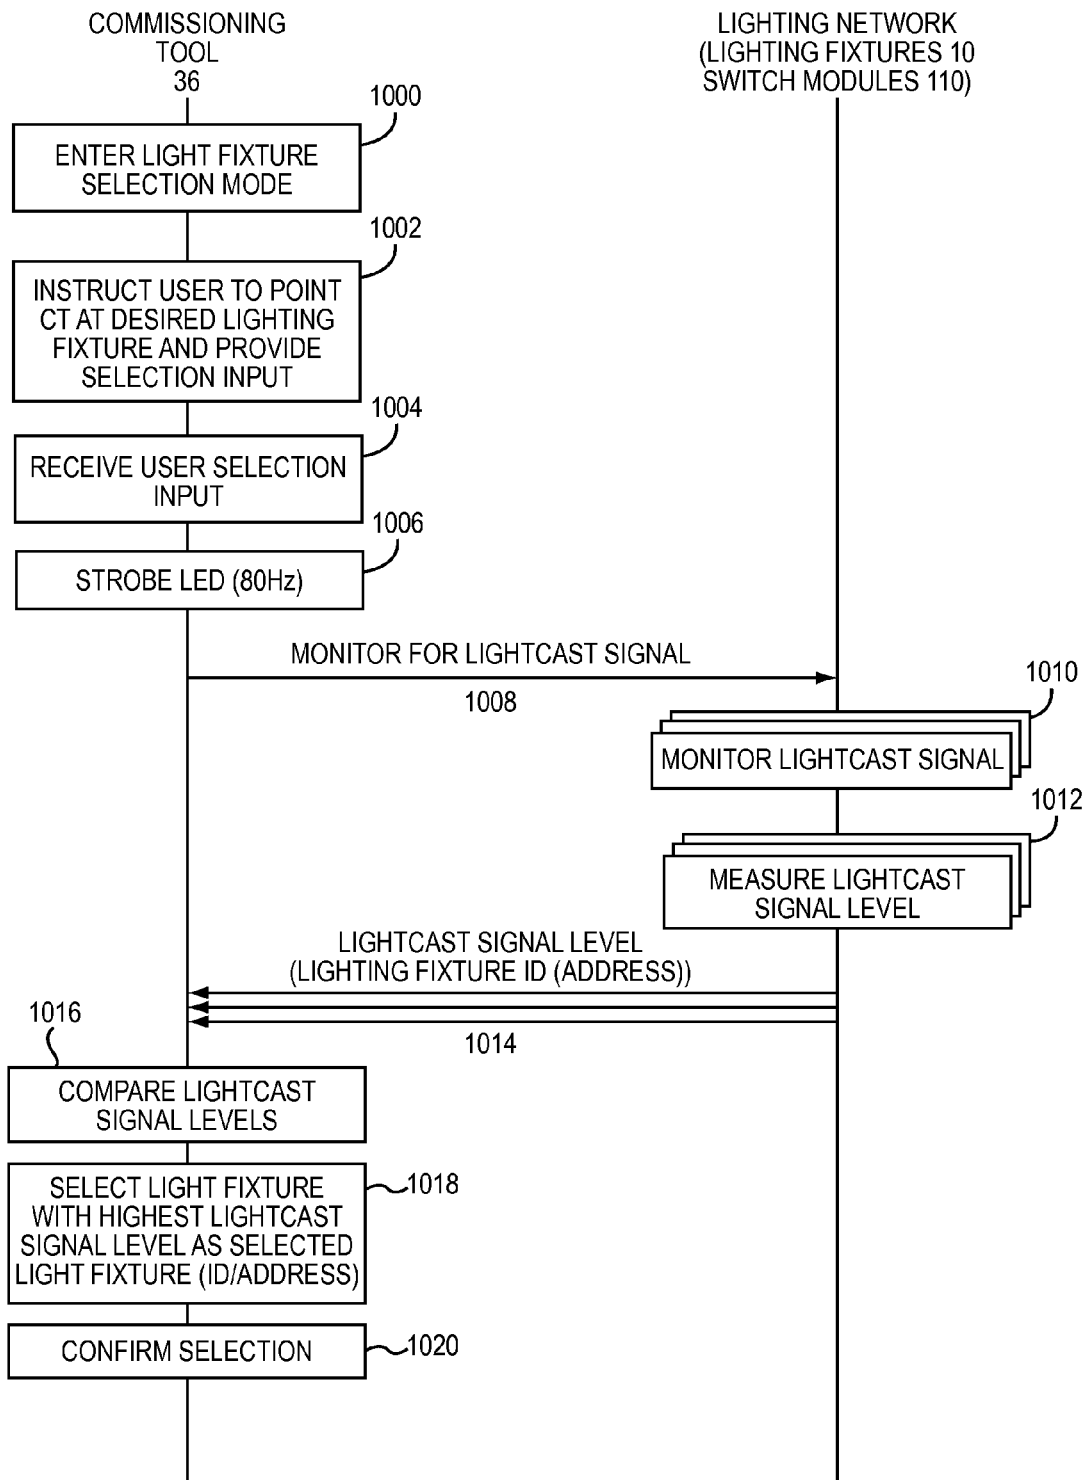 COMMISSIONING
TOOL
36
LIGHTING NETWORK
(LIGHTING FIXTURES 10
SWITCH MODULES 110)
1000
ENTER LIGHT FIXTURE
SELECTION MODE
1002
INSTRUCT USER TO POINT
CT AT DESIRED LIGHTING
FIXTURE AND PROVIDE
SELECTION INPUT
1004
RECEIVE USER SELECTION
INPUT
1006
STROBE LED (80Hz)
MONITOR FOR LIGHTCAST SIGNAL
1008
1010
MONITOR LIGHTCAST SIGNAL
1012
MEASURE LIGHTCAST
SIGNAL LEVEL
LIGHTCAST SIGNAL LEVEL
(LIGHTING FIXTURE ID (ADDRESS))
1014
1016
COMPARE LIGHTCAST
SIGNAL LEVELS
1018
SELECT LIGHT FIXTURE
WITH HIGHEST LIGHTCAST
SIGNAL LEVEL AS SELECTED
LIGHT FIXTURE (ID/ADDRESS)
CONFIRM SELECTION
1020